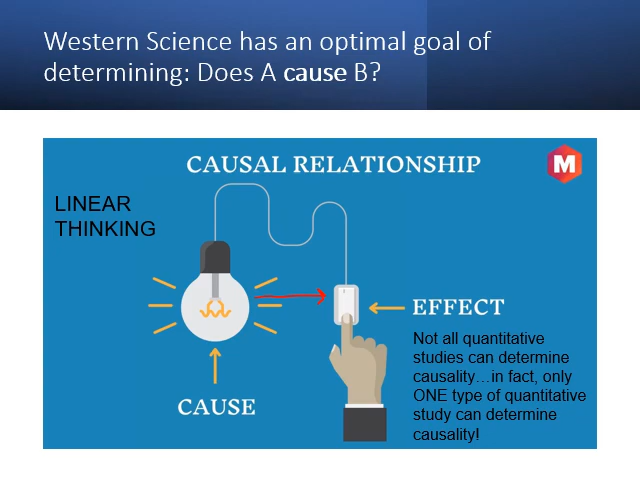 Western Science has an optimal goal of
determining: Does A cause B?
CAUSAL RELATIONSHIP
M
LINEAR
THINKING
EFFECT
Not all quantitative
studies can determine
causality…in fact, only
ONE type of quantitative
study can determine
causality!
CAUSE